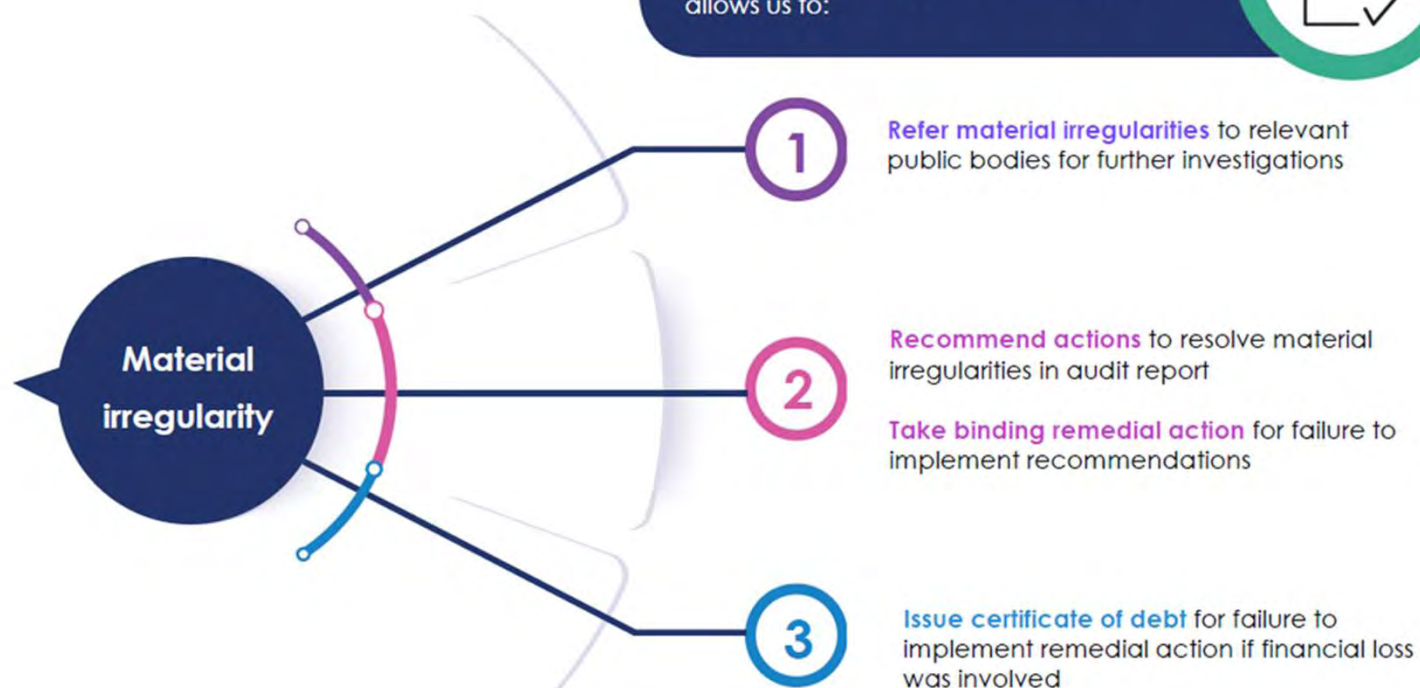 allows us to:
1
Refer material irregularities to relevant
public bodies for further investigations
Material
irregularity
2
Recommend actions to resolve material
irregularities in audit report
Take binding remedial action for failure to
implement recommendations
3
Issue certificate of debt for failure to
implement remedial action if financial loss
was involved